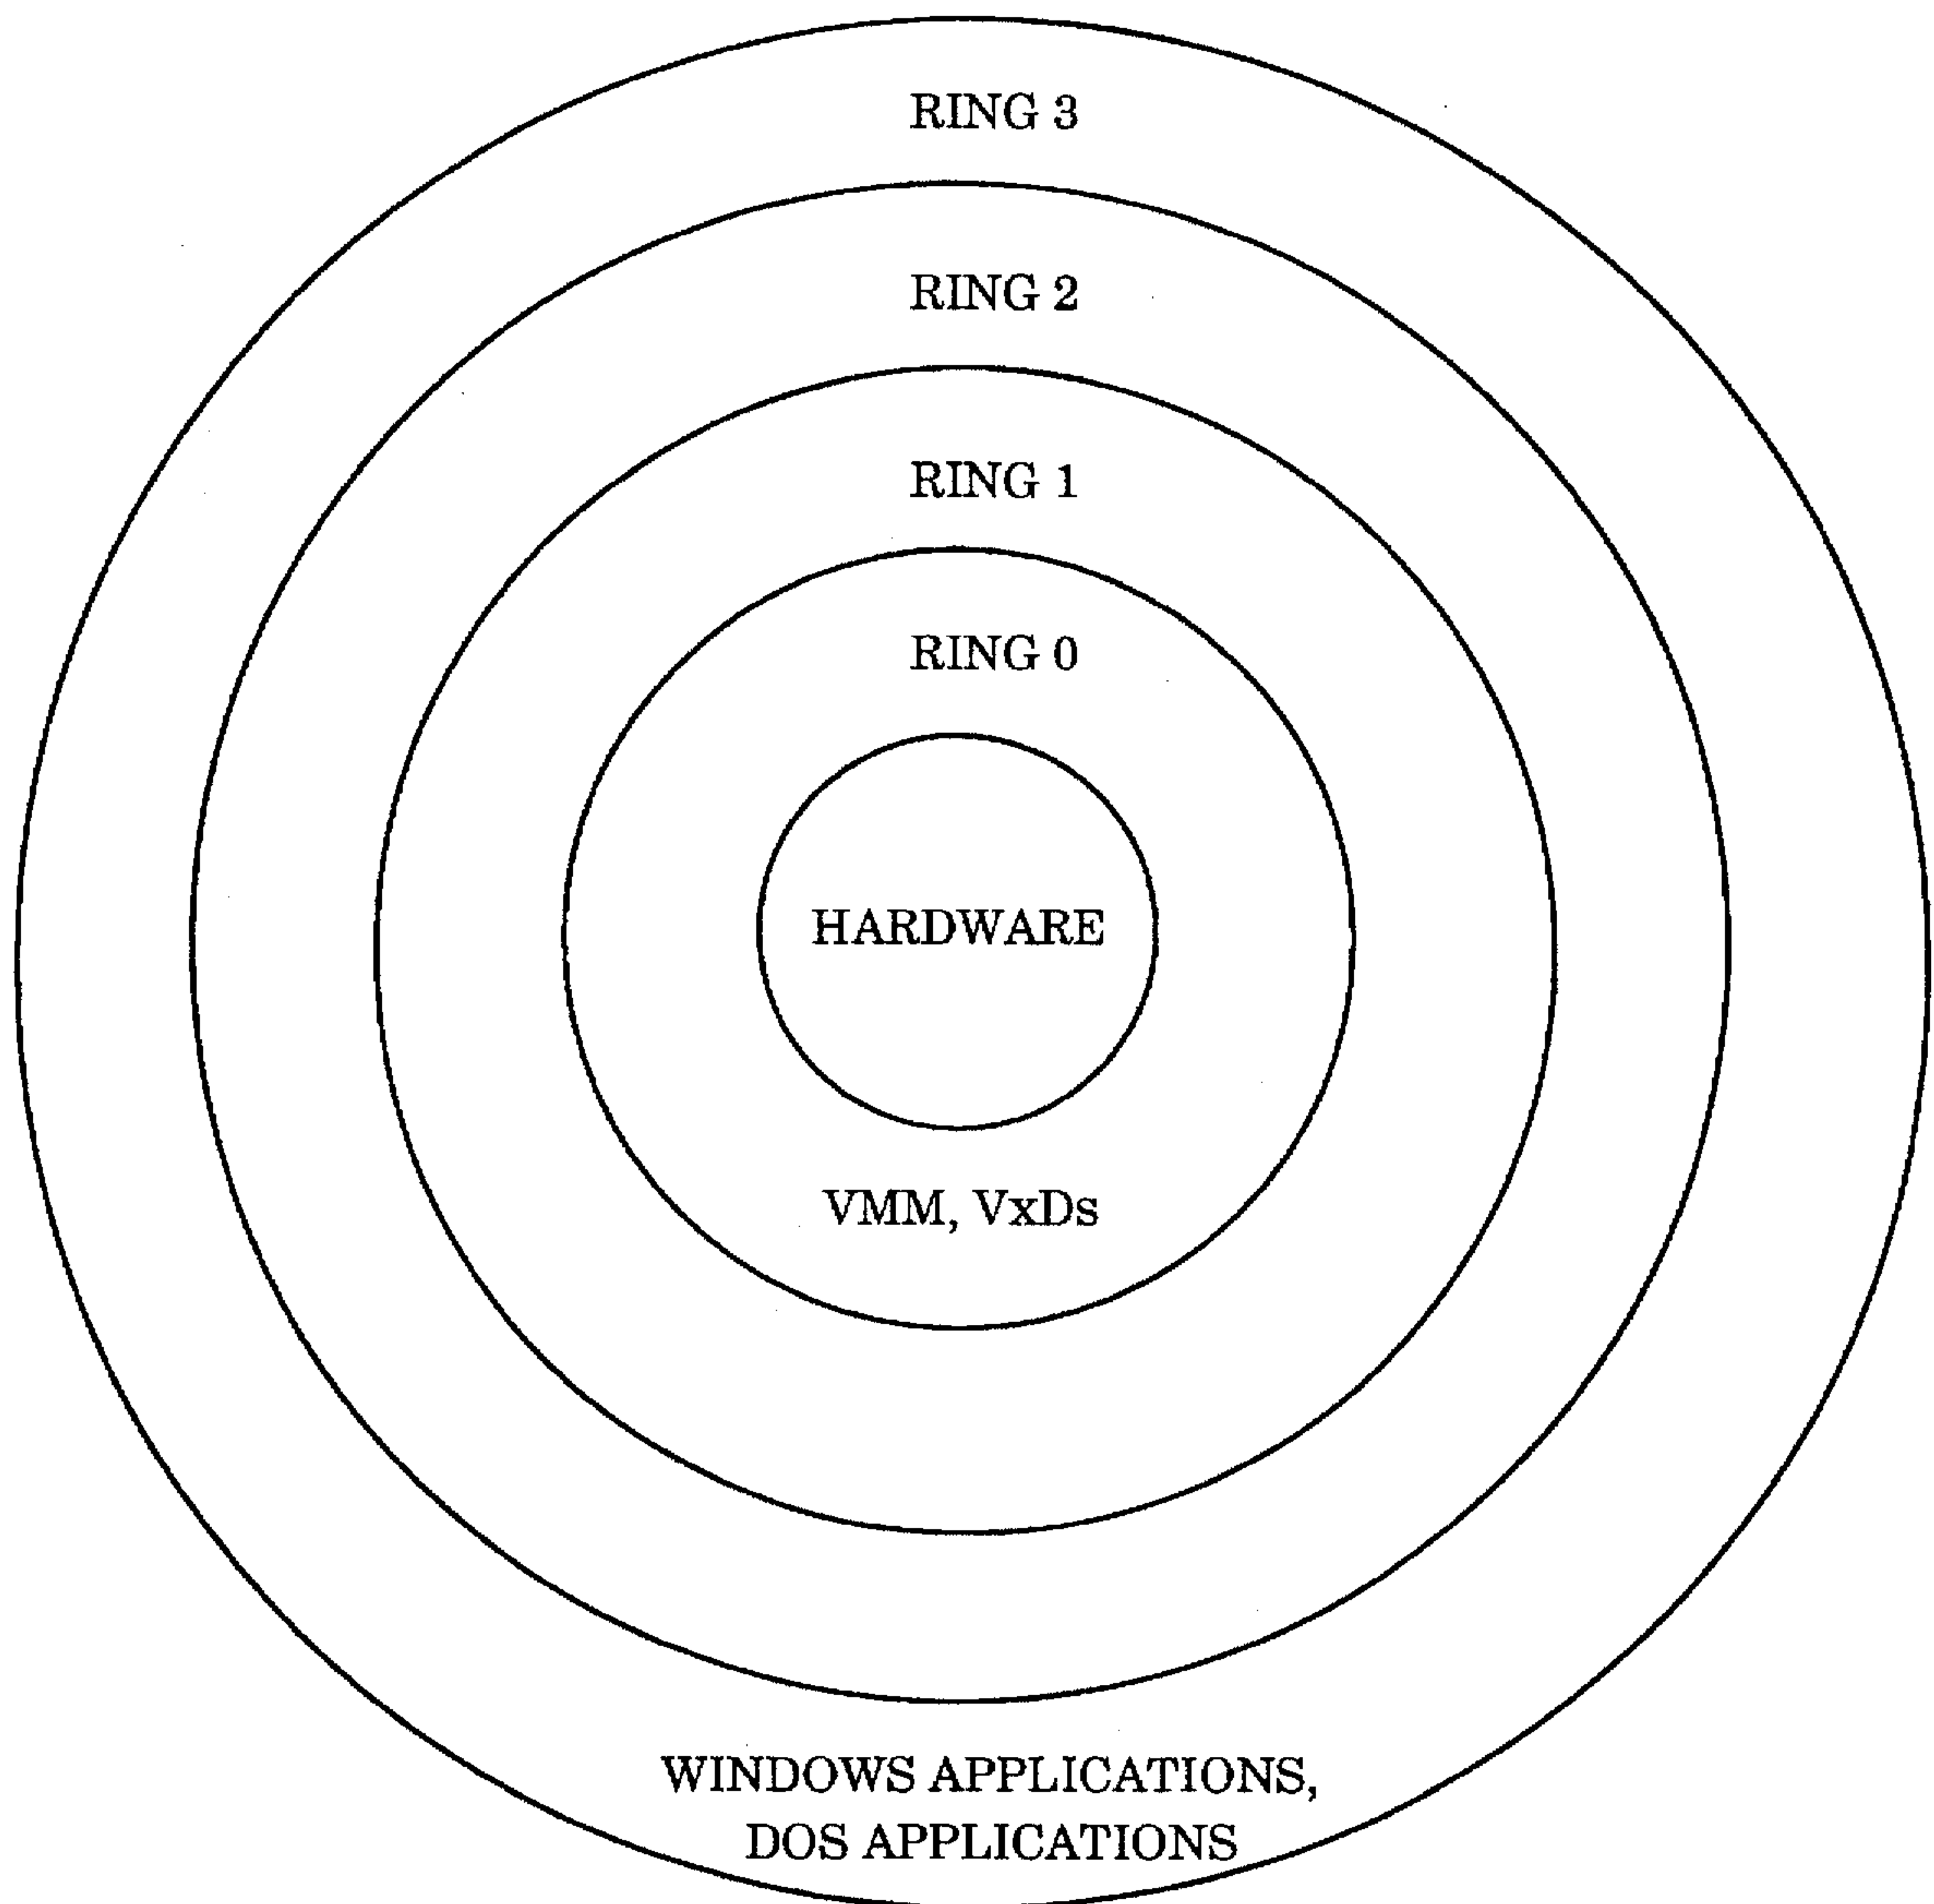 RING 3
RING 2
RING 1
RING 0
HARDWARE
VMM, VxDs
WINDOWS APPLICATIONS,
DOS APPLICATIONS